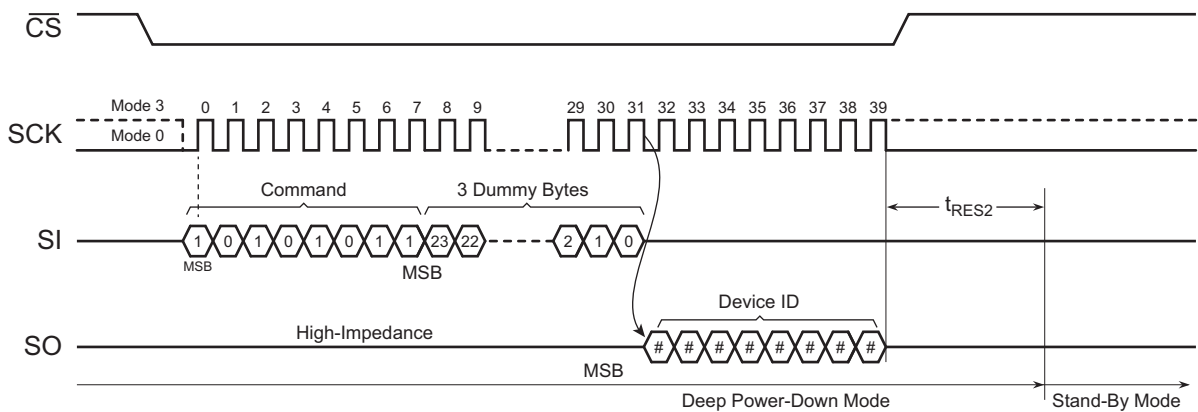 CS
Mode 3
Mode 0
SCK
0 1 2 3 4 5 6 7 8 9 29 30 31 32 33 34 35 36 37 38 39
Command
3 Dummy Bytes
tRES2
SI
1 0 1 0 1 0 1 1 23 22 2 1 0
MSB
MSB
Device ID
High-Impedance
SO
# # # # # # # #
MSB
Deep Power-Down Mode
Stand-By Mode